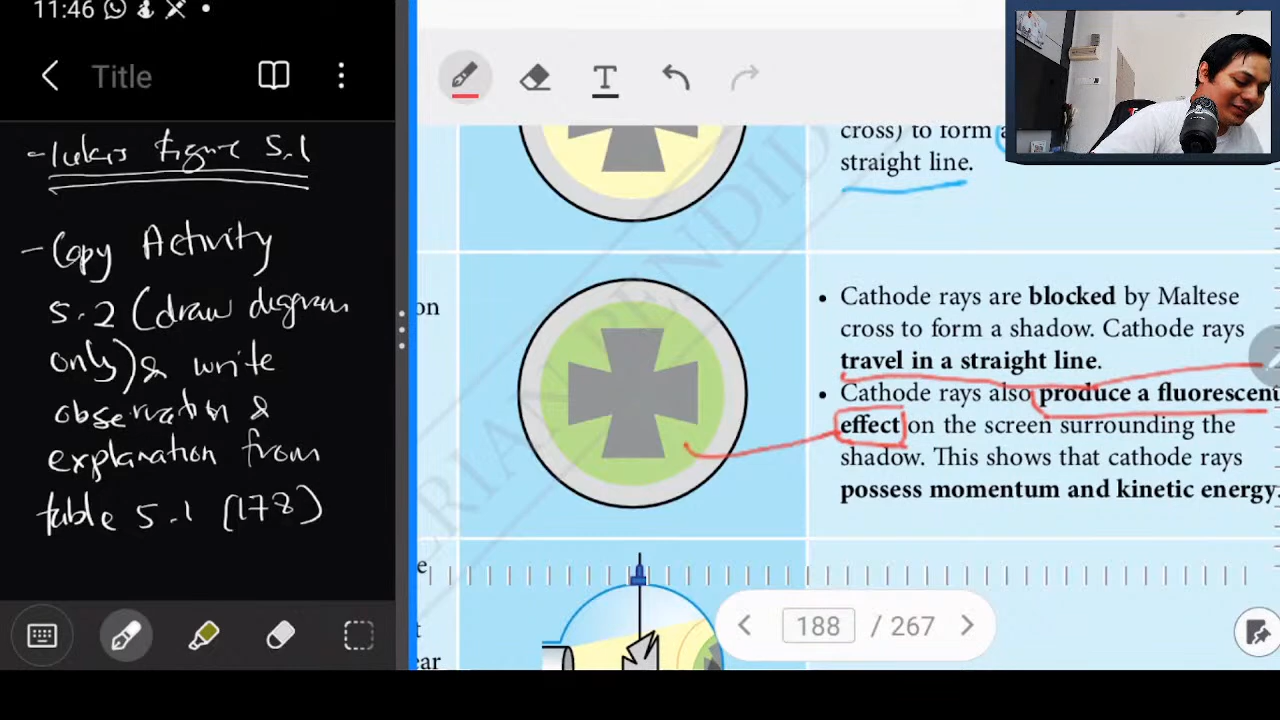 11:46
Title
- lukis figure 5.1
- Copy Activity
5.2 (draw diagram
only) & write
observation &
explanation from
table 5.1 (178)
cross) to form
straight line.
on
• Cathode rays are blocked by Maltese
cross to form a shadow. Cathode rays
travel in a straight line.
• Cathode rays also produce a fluorescent
effect on the screen surrounding the
shadow. This shows that cathode rays
possess momentum and kinetic energy.
e
t
ear
188 / 267